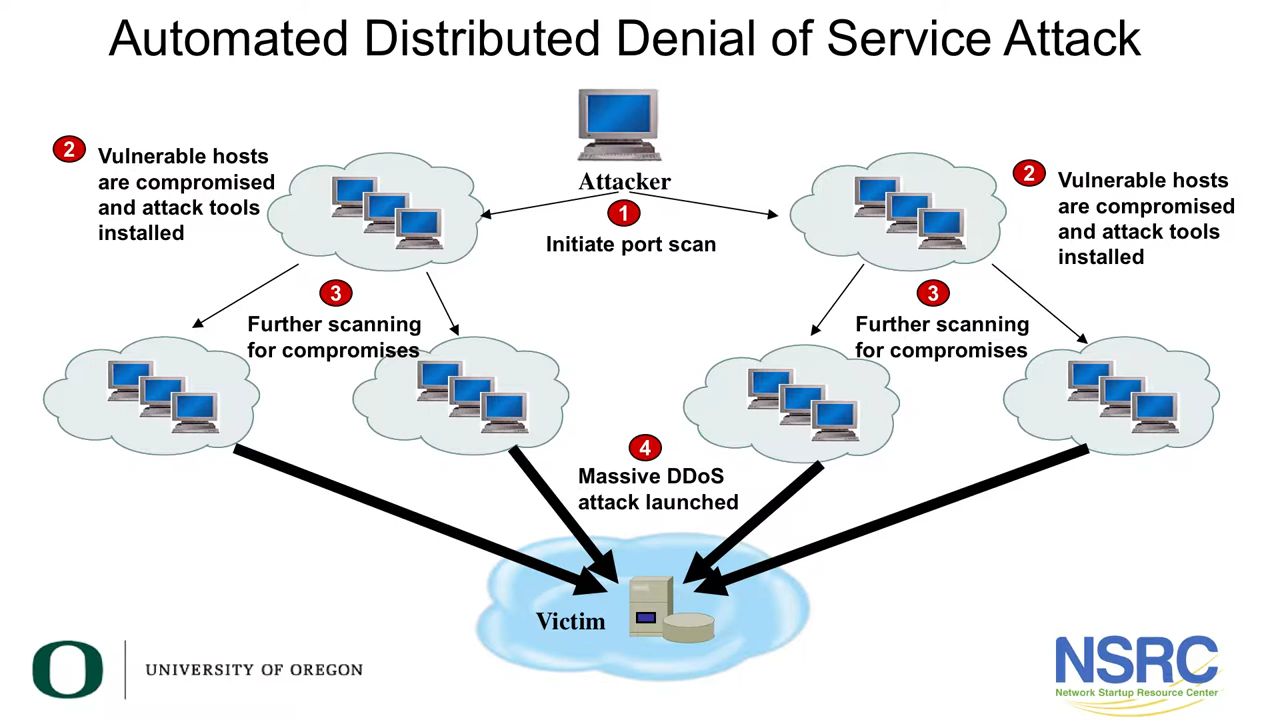 Automated Distributed Denial of Service Attack
Attacker
1
Initiate port scan
2
Vulnerable hosts
are compromised
and attack tools
installed
2
Vulnerable hosts
are compromised
and attack tools
installed
3
Further scanning
for compromises
3
Further scanning
for compromises
4
Massive DDoS
attack launched
Victim
O
UNIVERSITY OF OREGON
NSRC
Network Startup Resource Center